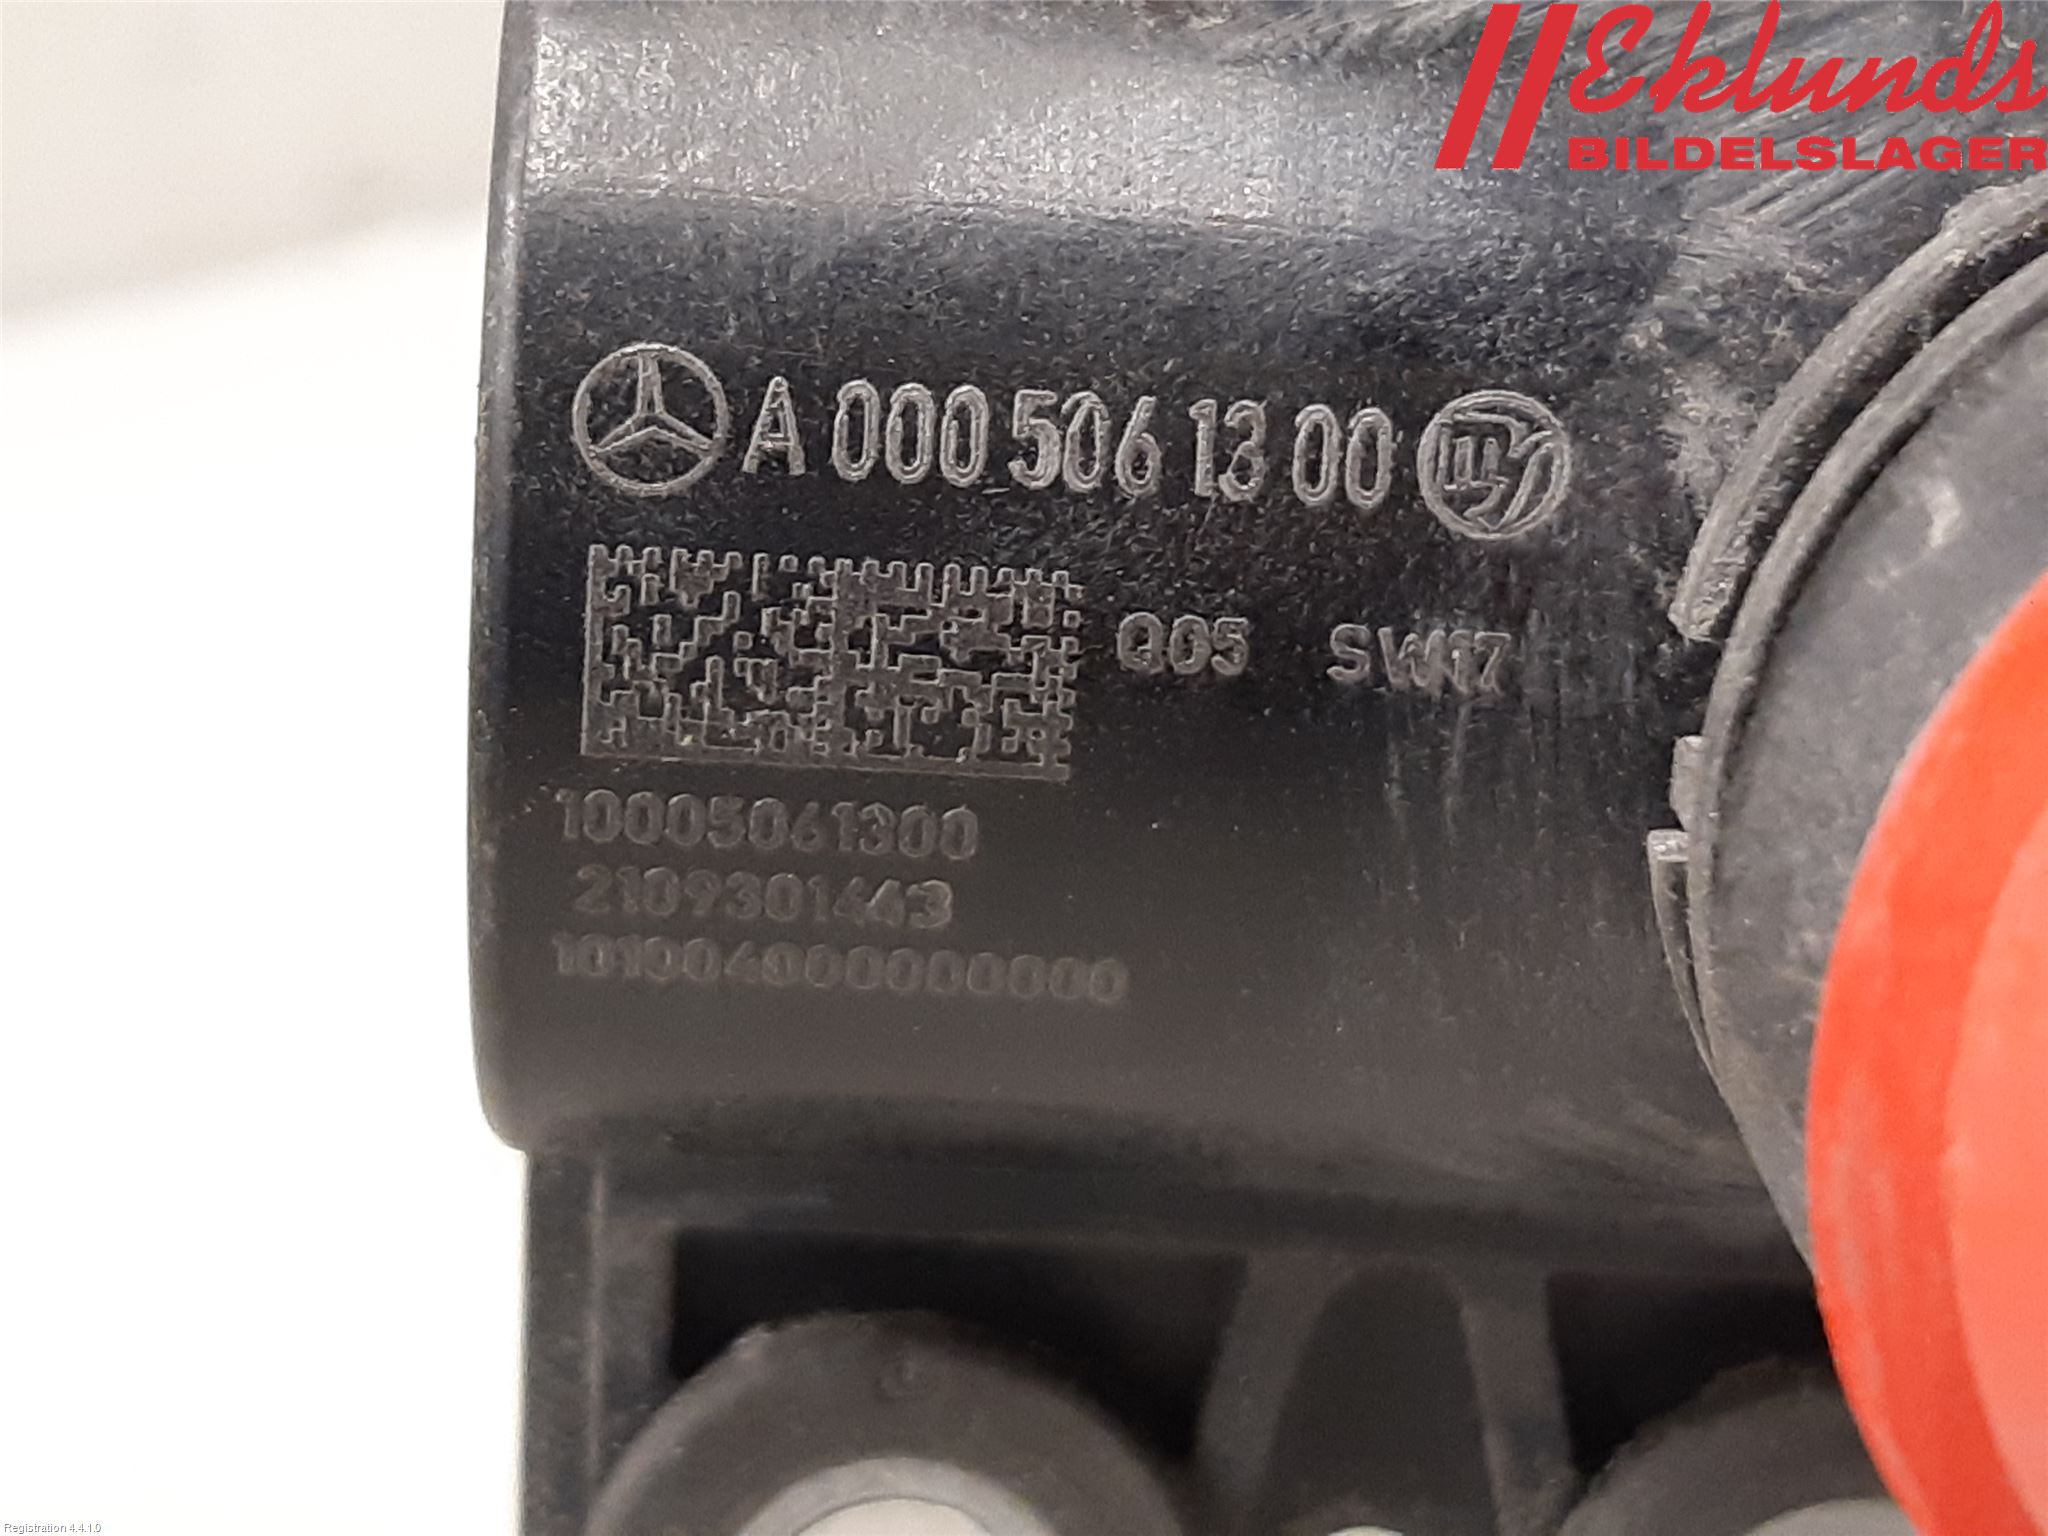 Eklunds
BILDELSLAGER
A 000 506 13 00
Q05 SW17
10005061300
2109301443
101004000000000
Registration 4.4.1.0